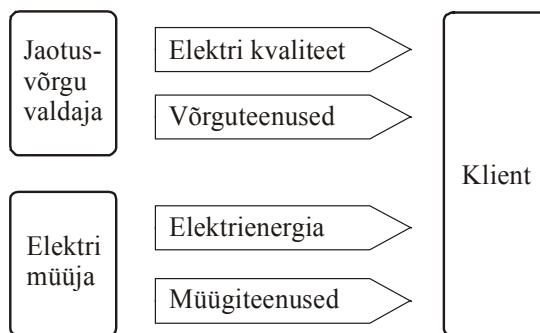 Jaotus-
võrgu
valdaja
Elektri kvaliteet
Võrguteenused
Elektri
müüja
Elektrienergia
Müügiteenused
Klient